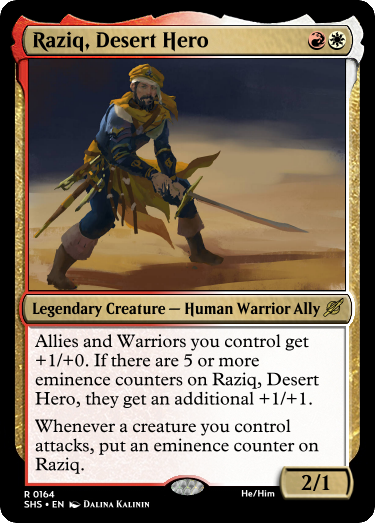 Raziq, Desert Hero
Legendary Creature — Human Warrior Ally
Allies and Warriors you control get
+1/+0. If there are 5 or more
eminence counters on Raziq, Desert
Hero, they get an additional +1/+1.
Whenever a creature you control
attacks, put an eminence counter on
Raziq.
2/1
R 0164
He/Him
SHS • EN Dalina Kalinin